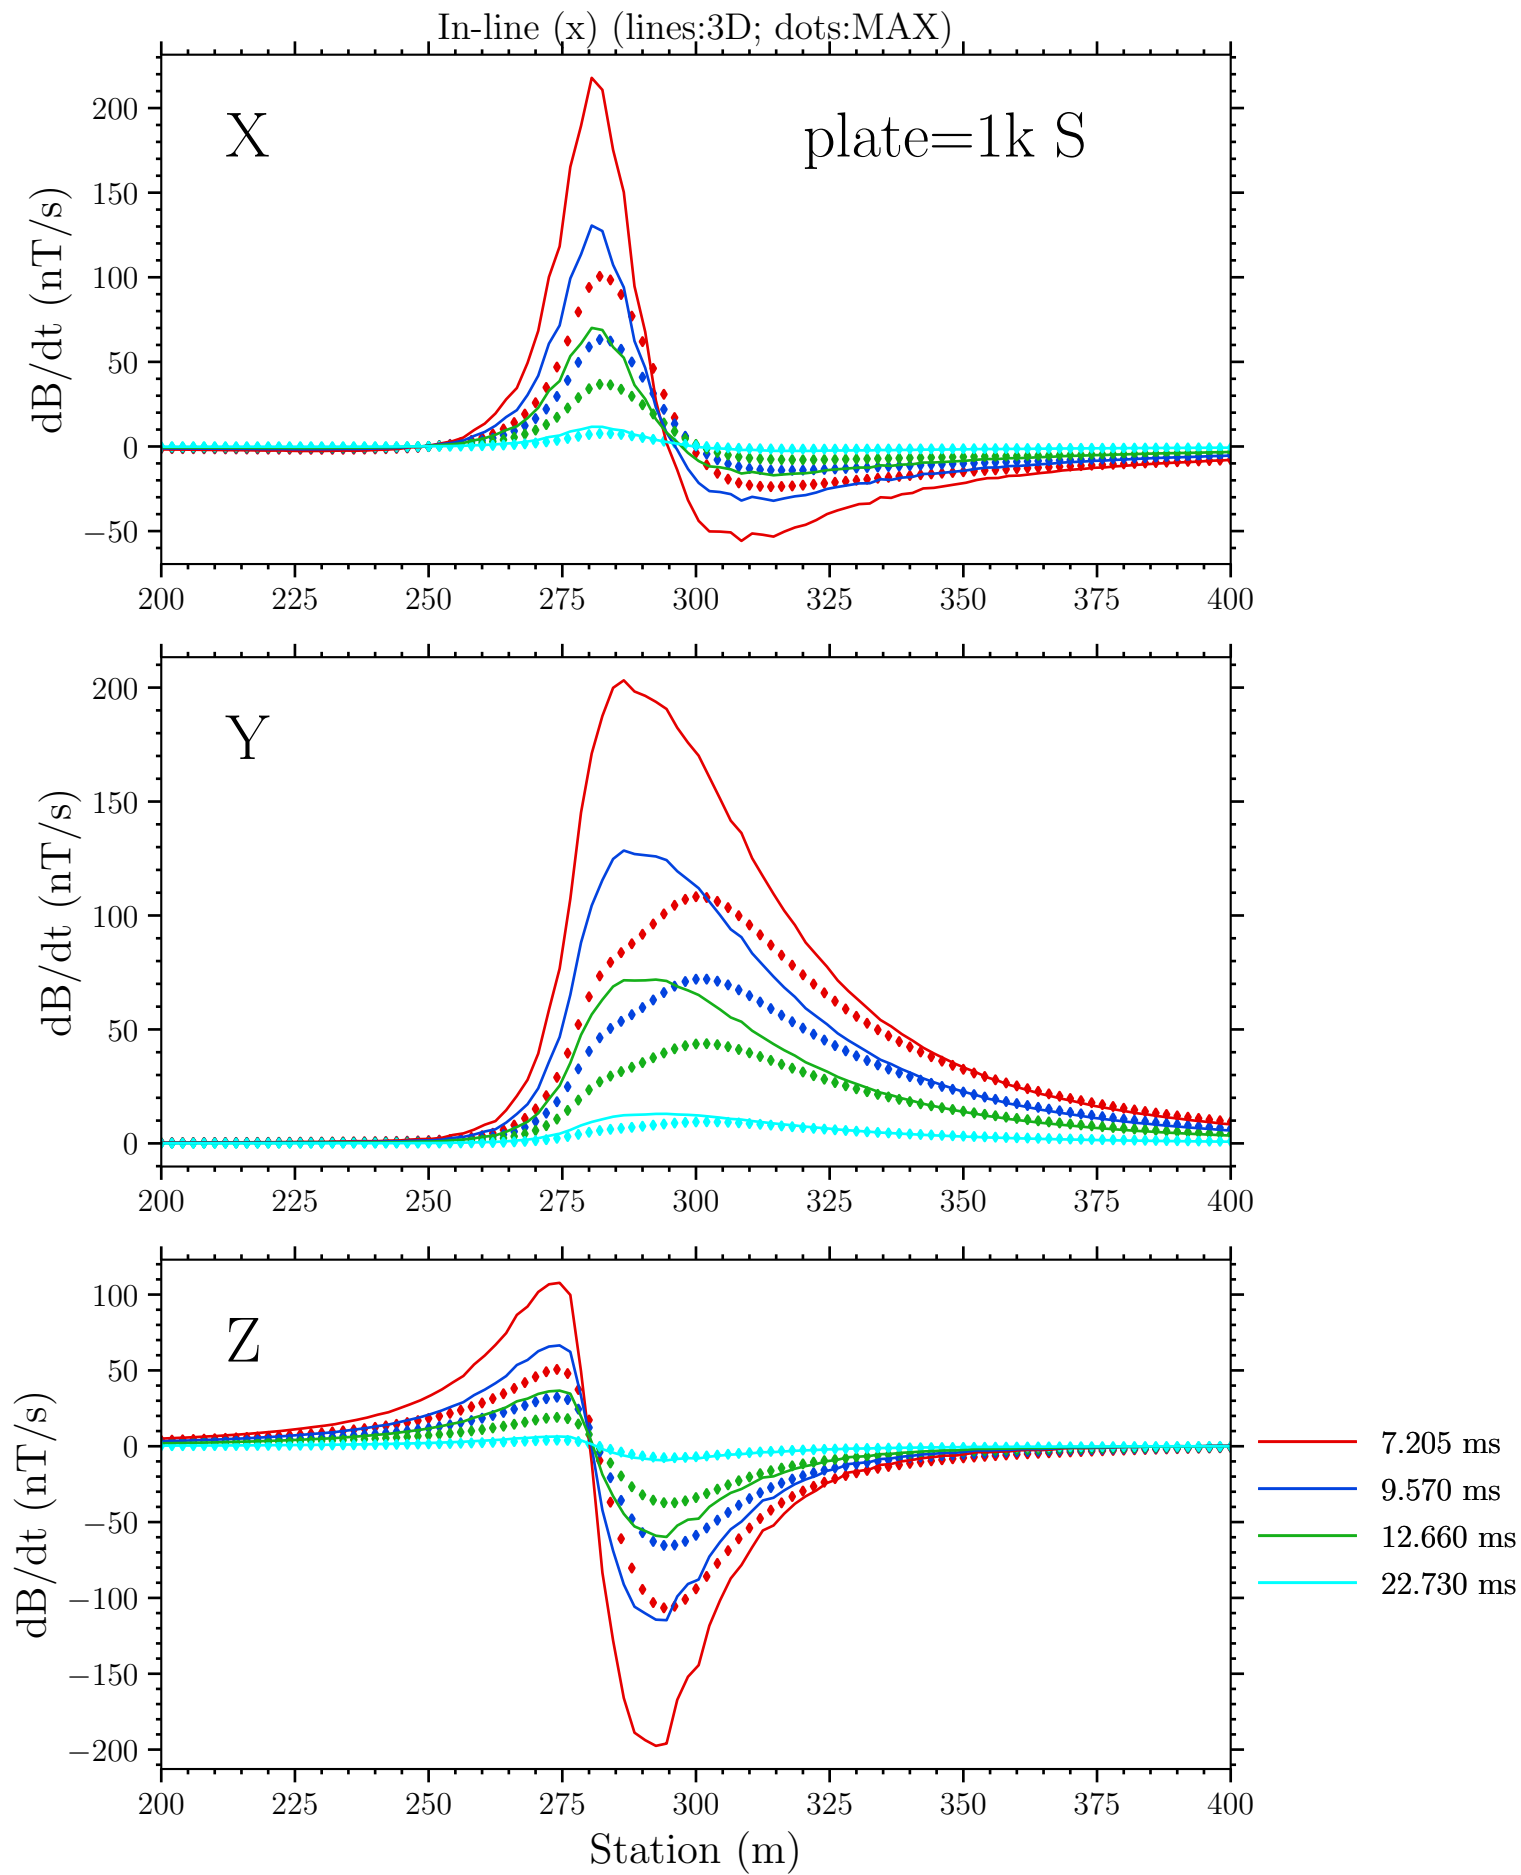 In-line (x) (lines:3D; dots:MAX)
X
plate=1k S
dB/dt (nT/s)
200
150
100
50
0
−50
200 225 250 275 300 325 350 375 400
Y
dB/dt (nT/s)
200
150
100
50
0
200 225 250 275 300 325 350 375 400
Z
dB/dt (nT/s)
100
50
0
−50
−100
−150
−200
200 225 250 275 300 325 350 375 400
Station (m)
7.205 ms
9.570 ms
12.660 ms
22.730 ms